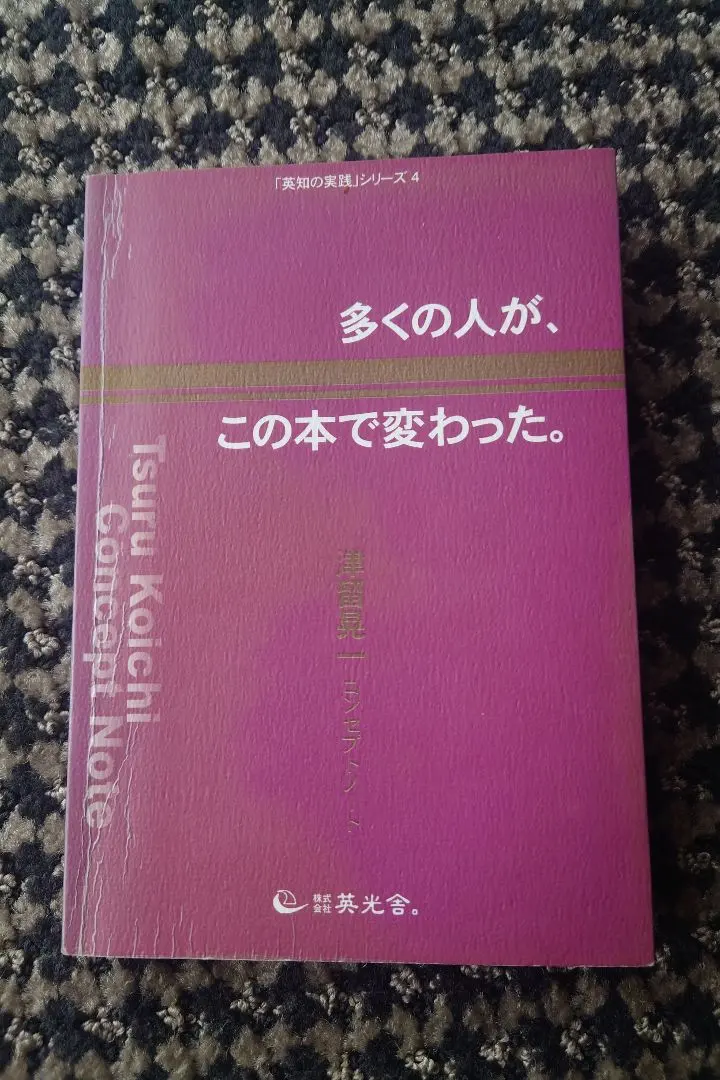 「英知の実践」シリーズ 4
多くの人が、
この本で変わった。
Tsuru Koichi
Concept Note
津留晃一 コンセプトノート
株式会社 英光舎。